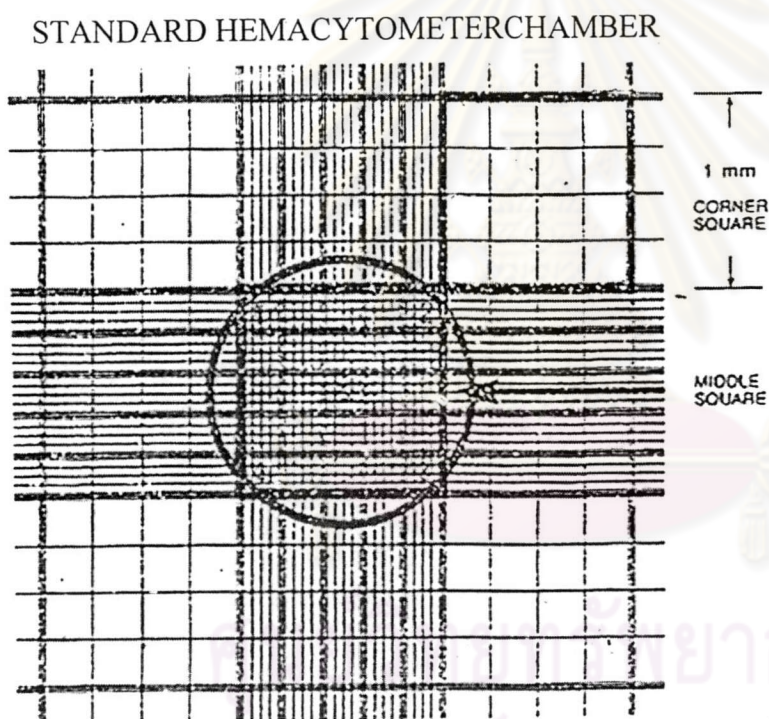 STANDARD HEMACYTOMETERCHAMBER
1 mm
CORNER
SQUARE
MIDDLE
SQUARE